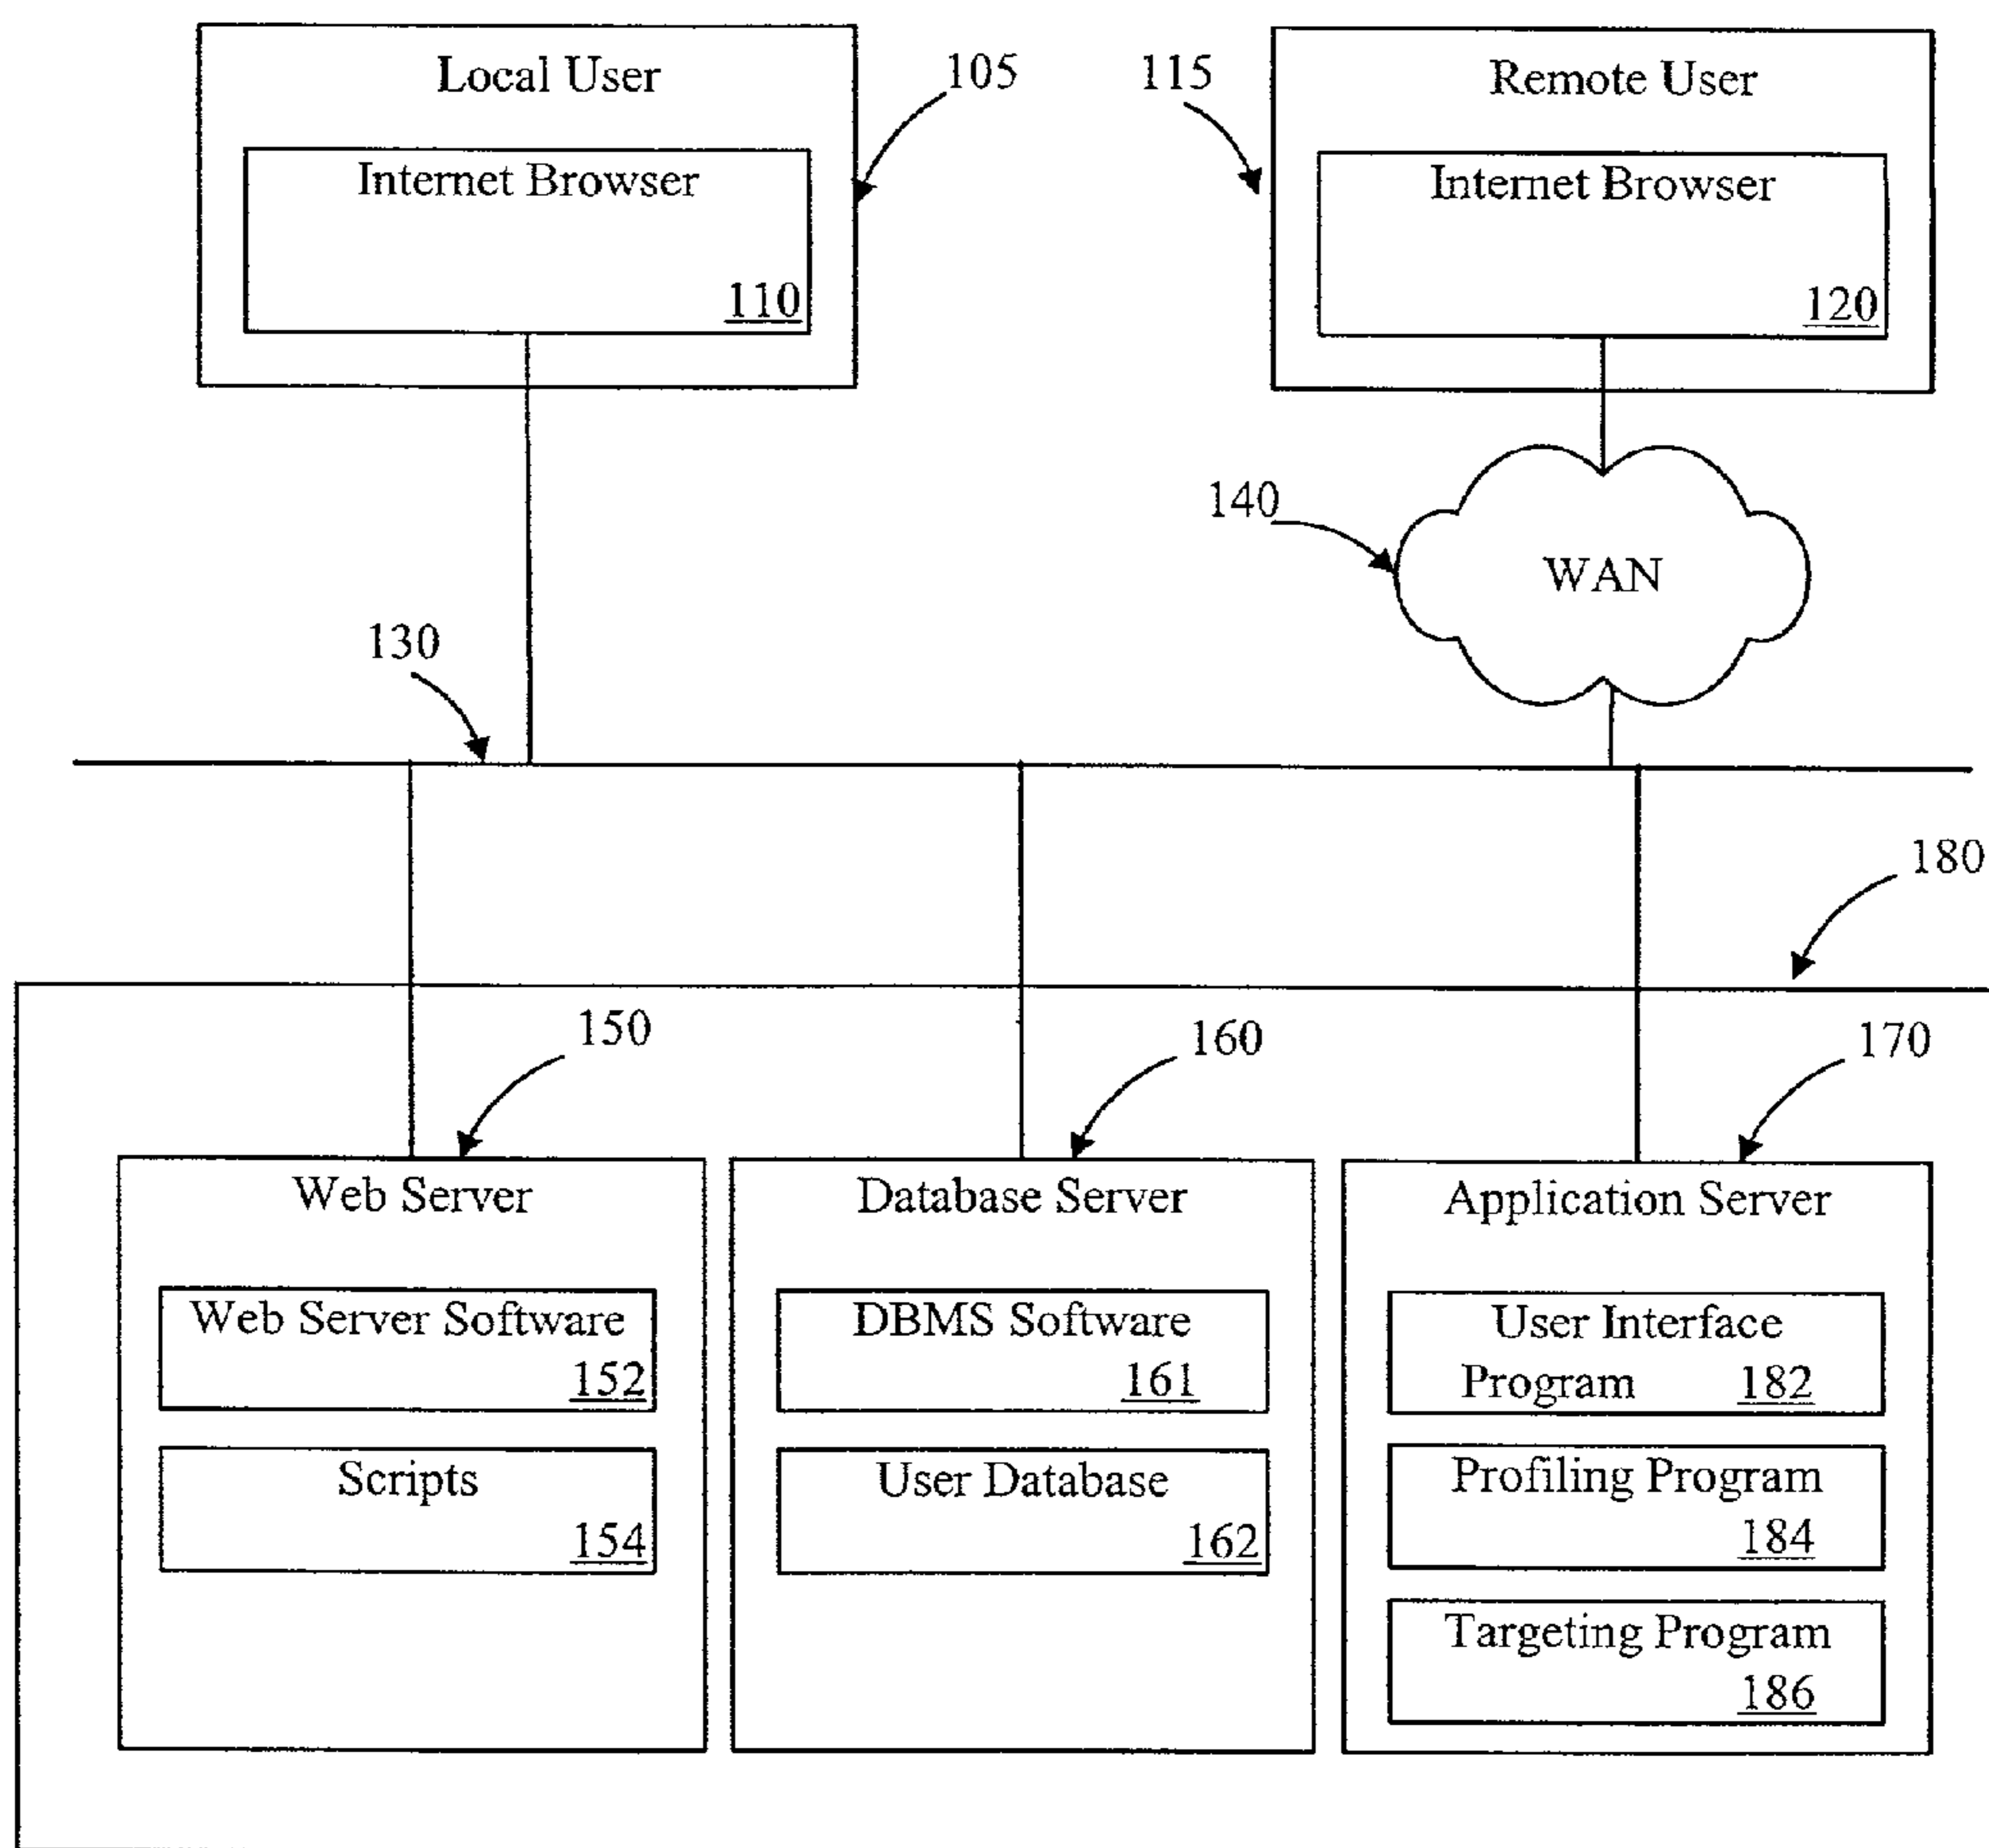 Local User
105
115
Remote User
Internet Browser
110
Internet Browser
120
140
WAN
130
180
150
160
170
Web Server
Database Server
Application Server
Web Server Software
152
DBMS Software
161
User Interface
Program 182
Scripts
154
User Database
162
Profiling Program
184
Targeting Program
186